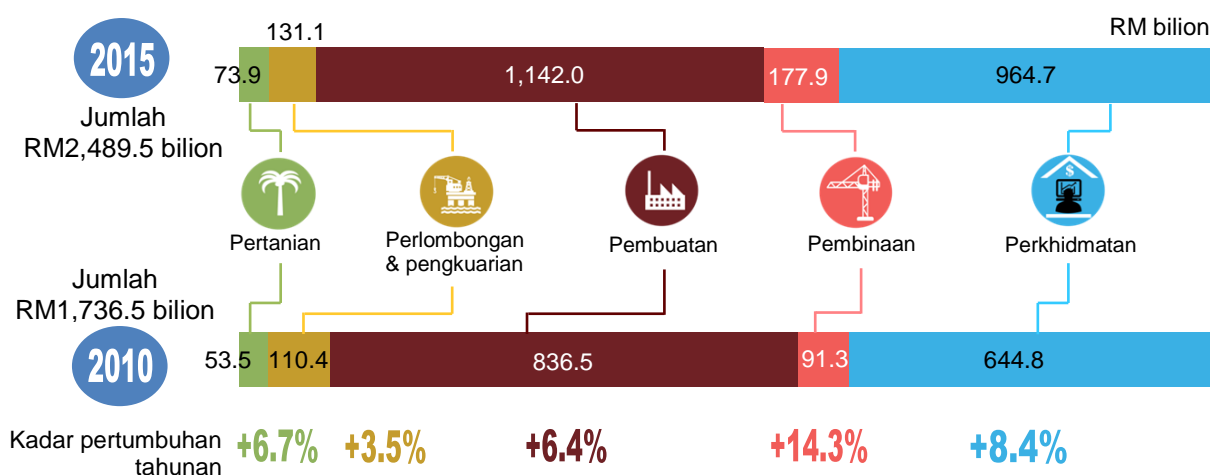 RM bilion
2015
131.1
73.9
1,142.0
177.9
964.7
Jumlah
RM2,489.5 bilion
$
Pertanian
Perlombongan
& pengkuarian
Pembuatan
Pembinaan
Perkhidmatan
Jumlah
RM1,736.5 bilion
2010
53.5
110.4
836.5
91.3
644.8
Kadar pertumbuhan
tahunan
+6.7%
+3.5%
+6.4%
+14.3%
+8.4%